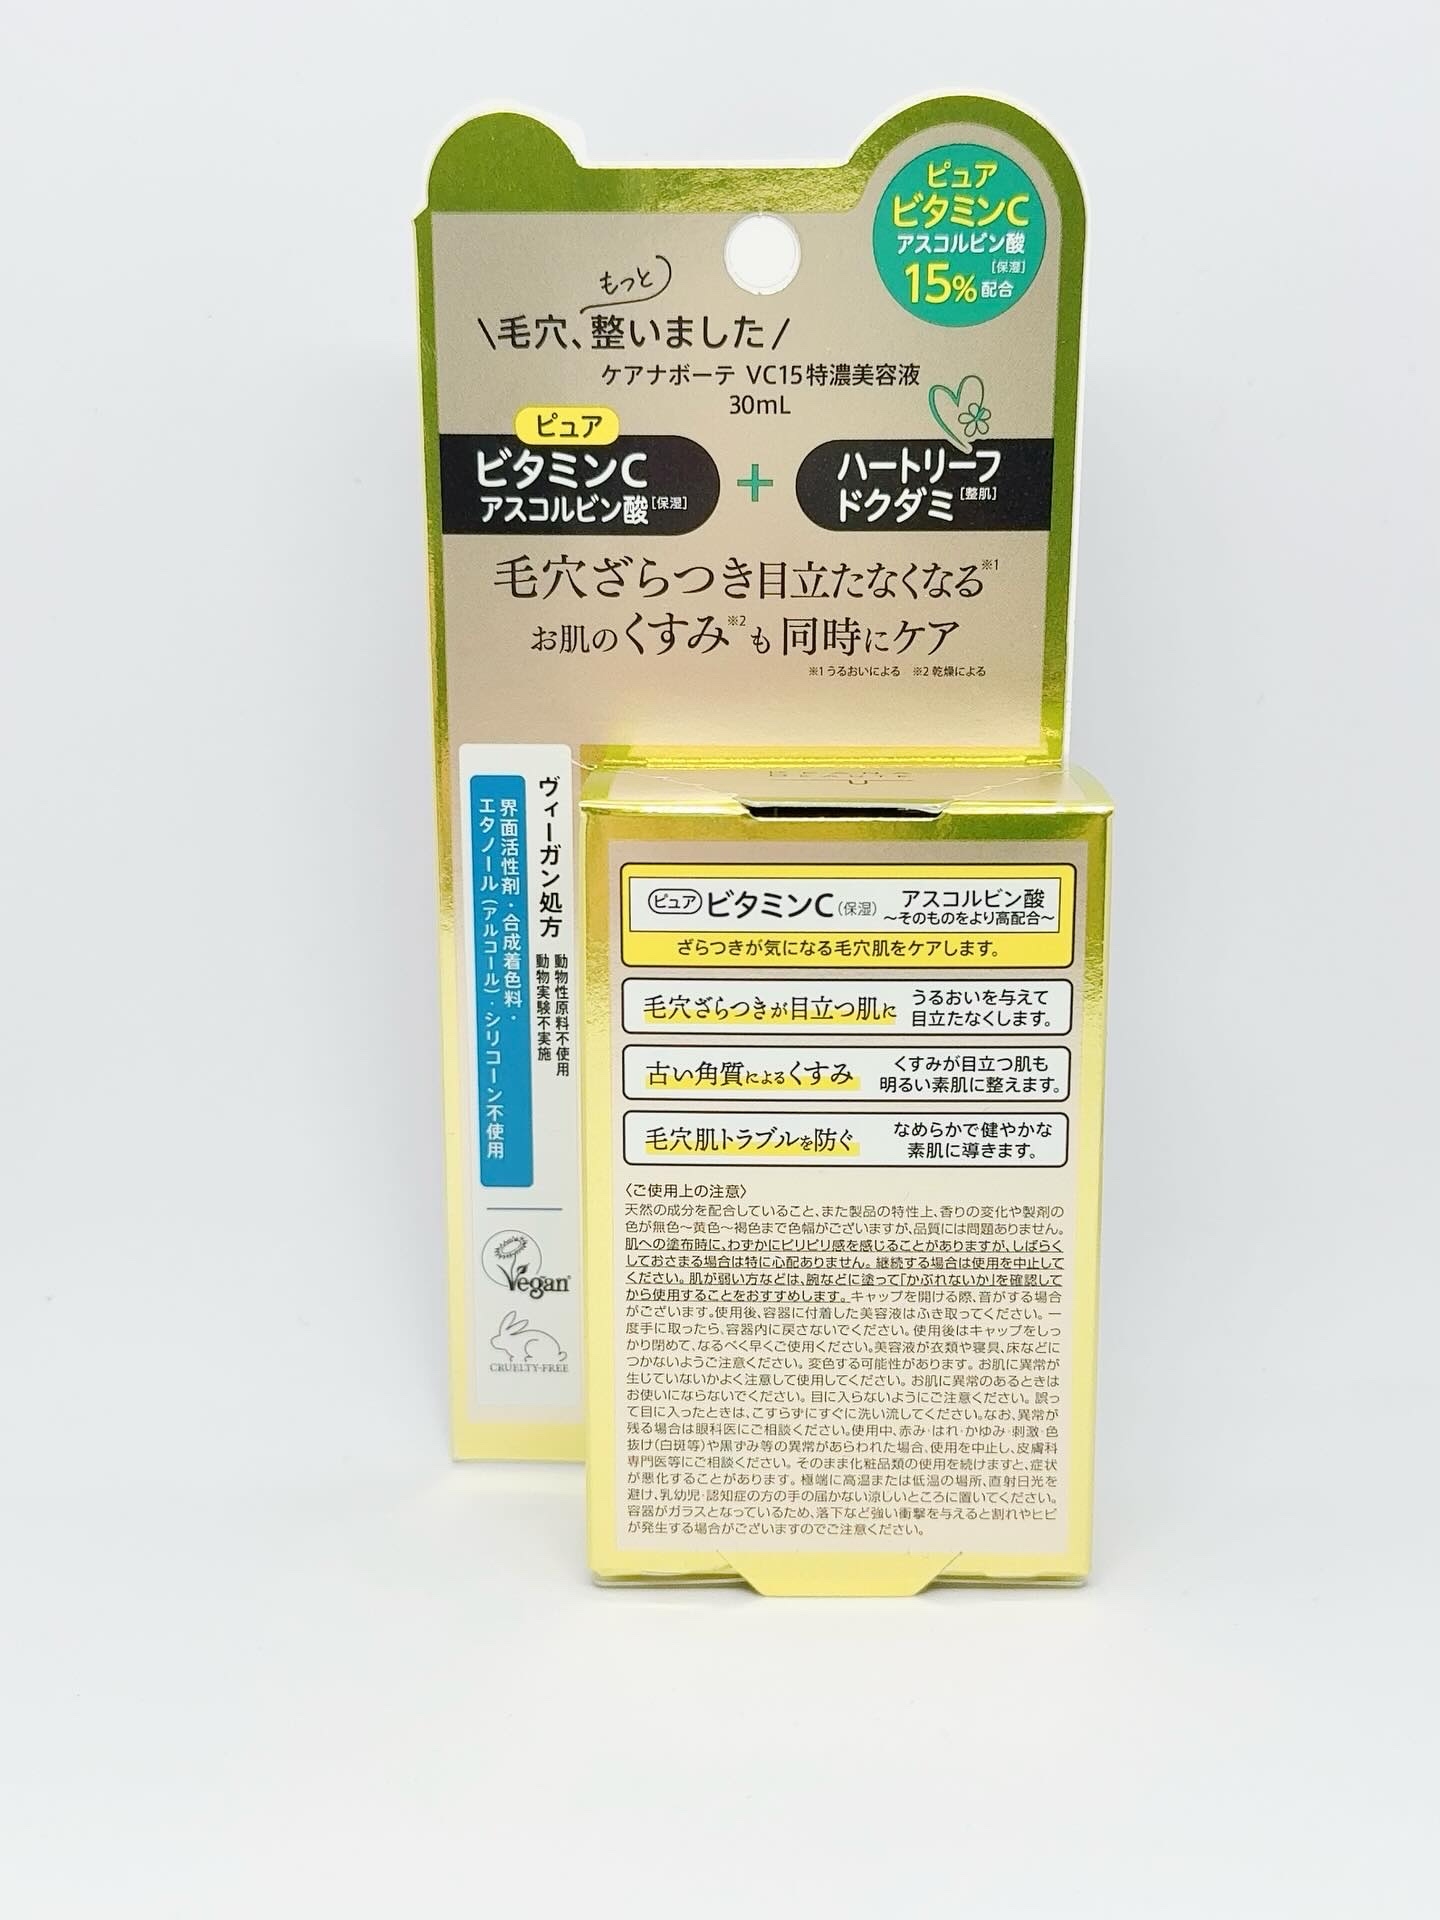 ピュア
ビタミンC
アスコルビン酸
[保湿]
15%配合
もっと
\毛穴、整いました/
ケアナボーテ VC15特濃美容液
30mL
ピュア
ビタミンC
アスコルビン酸[保湿]
+
ハートリーフ
ドクダミ[整肌]
毛穴ざらつき目立たなくなる※1
お肌のくすみ※2も同時にケア
※1 うるおいによる ※2 乾燥による
ヴィーガン処方
動物性原料不使用
動物実験不実施
界面活性剤・合成着色料・
エタノール(アルコール)・シリコーン不使用
Vegan
CRUELTY-FREE
ピュア ビタミンC(保湿) アスコルビン酸
~そのものをより高配合~
ざらつきが気になる毛穴肌をケアします。
毛穴ざらつきが目立つ肌に
うるおいを与えて
目立たなくします。
古い角質によるくすみ
くすみが目立つ肌も
明るい素肌に整えます。
毛穴肌トラブルを防ぐ
なめらかで健やかな
素肌に導きます。
〈ご使用上の注意〉
天然の成分を配合していること、また製品の特性上、香りの変化や製剤の
色が無色~黄色~褐色まで色幅がございますが、品質には問題ありません。
肌への塗布時に、わずかにピリピリ感を感じることがありますが、しばらく
しておさまる場合は特に心配ありません。継続する場合は使用を中止して
ください。肌が弱い方などは、腕などに塗って「かぶれないか」を確認して
から使用することをおすすめします。キャップを開ける際、音がする場合
がございます。使用後、容器に付着した美容液はふき取ってください。一
度手に取ったら、容器内に戻さないでください。使用後はキャップをしっ
かり閉めて、なるべく早くご使用ください。美容液が衣類や寝具、床などに
つかないようご注意ください。変色する可能性があります。お肌に異常が
生じていないかよく注意して使用してください。お肌に異常のあるときは
お使いにならないでください。目に入らないようにご注意ください。誤っ
て目に入ったときは、こすらずにすぐに洗い流してください。なお、異常が
残る場合は眼科医にご相談ください。使用中、赤み・はれ・かゆみ・刺激・色
抜け(白斑等)や黒ずみ等の異常があらわれた場合、使用を中止し、皮膚科
専門医等にご相談ください。そのまま化粧品類の使用を続けますと、症状
が悪化することがあります。極端に高温または低温の場所、直射日光を
避け、乳幼児・認知症の方の手の届かない涼しいところに置いてください。
容器がガラスとなっているため、落下など強い衝撃を与えると割れやヒビ
が発生する場合がございますのでご注意ください。